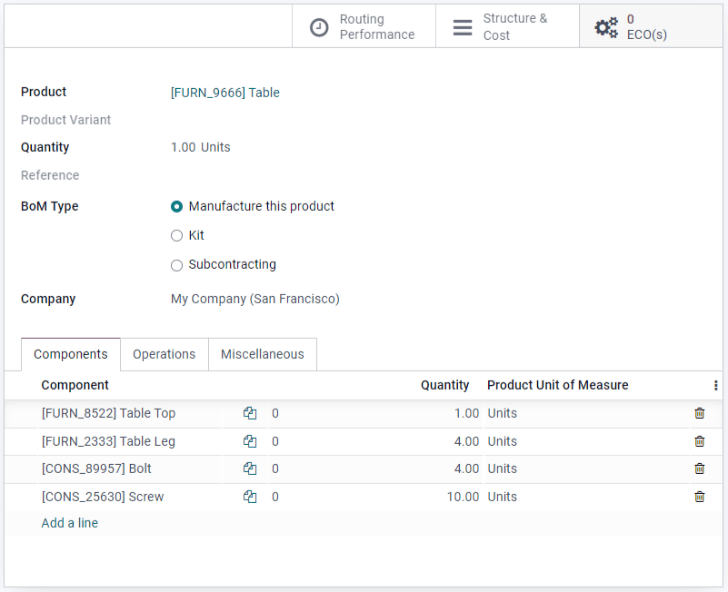 Routing
Performance
Structure &
Cost
0
ECO(s)
Product [FURN_9666] Table
Product Variant
Quantity 1.00 Units
Reference
BoM Type Manufacture this product
Kit
Subcontracting
Company My Company (San Francisco)
Components Operations Miscellaneous
Component Quantity Product Unit of Measure
[FURN_8522] Table Top 0 1.00 Units
[FURN_2333] Table Leg 0 4.00 Units
[CONS_89957] Bolt 0 4.00 Units
[CONS_25630] Screw 0 10.00 Units
Add a line